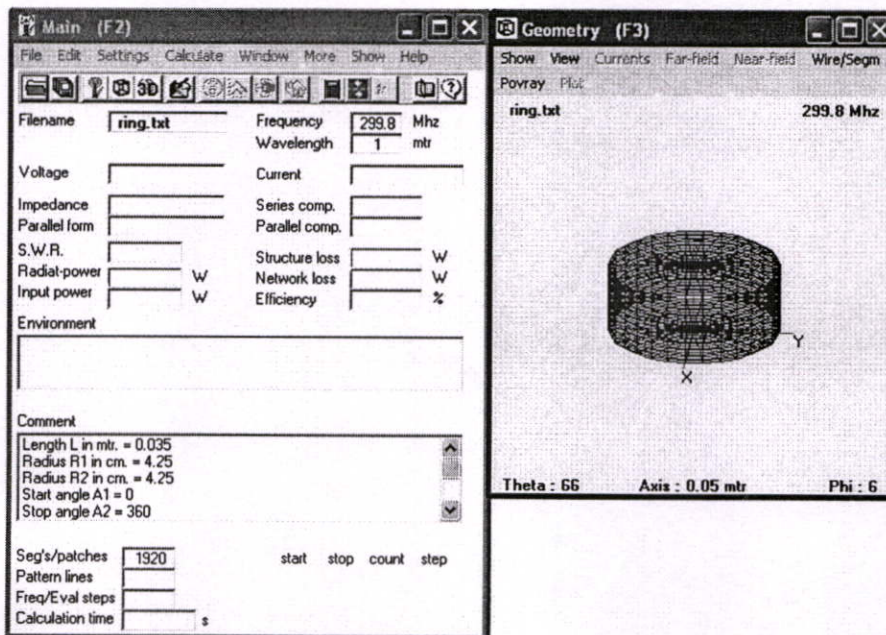 Main (F2)
File Edit Settings Calculate Window More Show Help
3D
Filename ring.txt Frequency 299.8 Mhz
Wavelength 1 mtr
Voltage Current
Impedance Series comp.
Parallel form Parallel comp.
S.W.R. Structure loss W
Radiat-power W Network loss W
Input power W Efficiency %
Environment
Comment
Length L in mtr. = 0.035
Radius R1 in cm. = 4.25
Radius R2 in cm. = 4.25
Start angle A1 = 0
Stop angle A2 = 360
Seg's/patches 1920 start stop count step
Pattern lines
Freq/Eval steps
Calculation time s
Geometry (F3)
Show View Currents Far-field Near-field Wire/Segm
Povray Plot
ring.txt 299.8 Mhz
Y
X
Theta : 66 Axis : 0.05 mtr Phi : 6